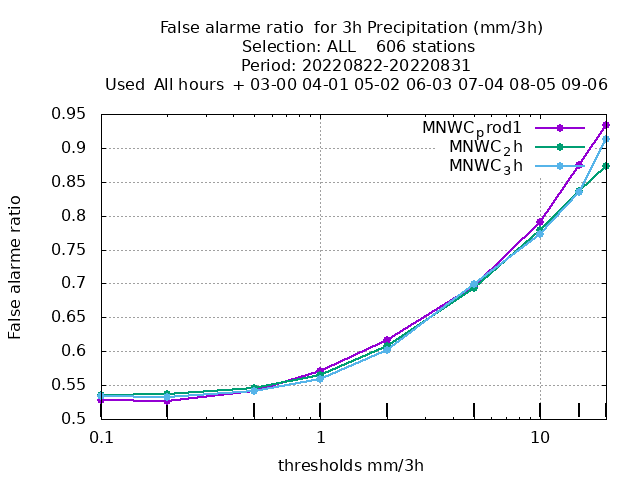 False alarme ratio  for 3h Precipitation (mm/3h)
Selection: ALL    606 stations
Period: 20220822-20220831
Used  All hours  + 03-00 04-01 05-02 06-03 07-04 08-05 09-06
MNWCprod1
MNWC2h
MNWC3h
False alarme ratio
0.95
0.9
0.85
0.8
0.75
0.7
0.65
0.6
0.55
0.5
0.1 1 10
thresholds mm/3h